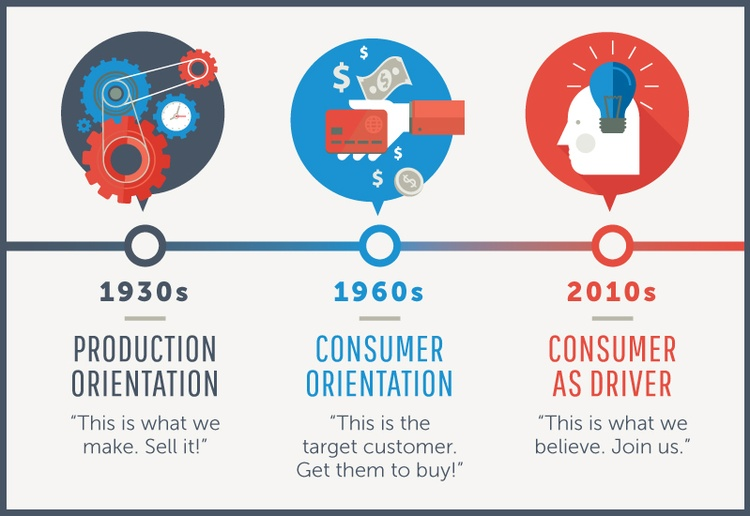 1930s
PRODUCTION
ORIENTATION
“This is what we
make. Sell it!”
1960s
CONSUMER
ORIENTATION
“This is the
target customer.
Get them to buy!”
2010s
CONSUMER
AS DRIVER
“This is what we
believe. Join us.”
$
$
$
$
$
$